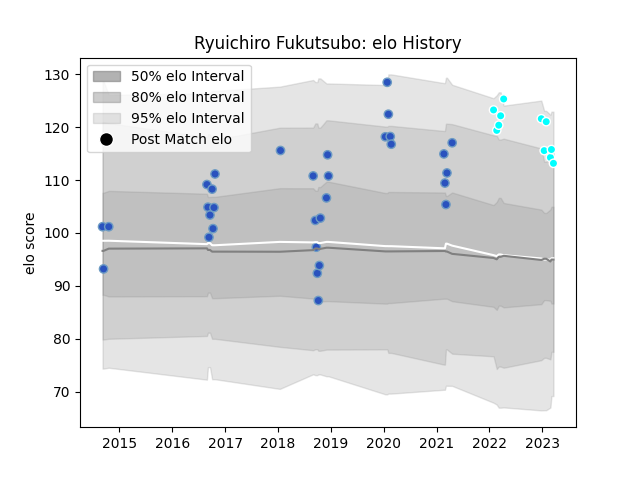 Ryuichiro Fukutsubo: elo History
50% elo Interval
80% elo Interval
95% elo Interval
Post Match elo
elo score
130
120
110
100
90
80
70
2015 2016 2017 2018 2019 2020 2021 2022 2023